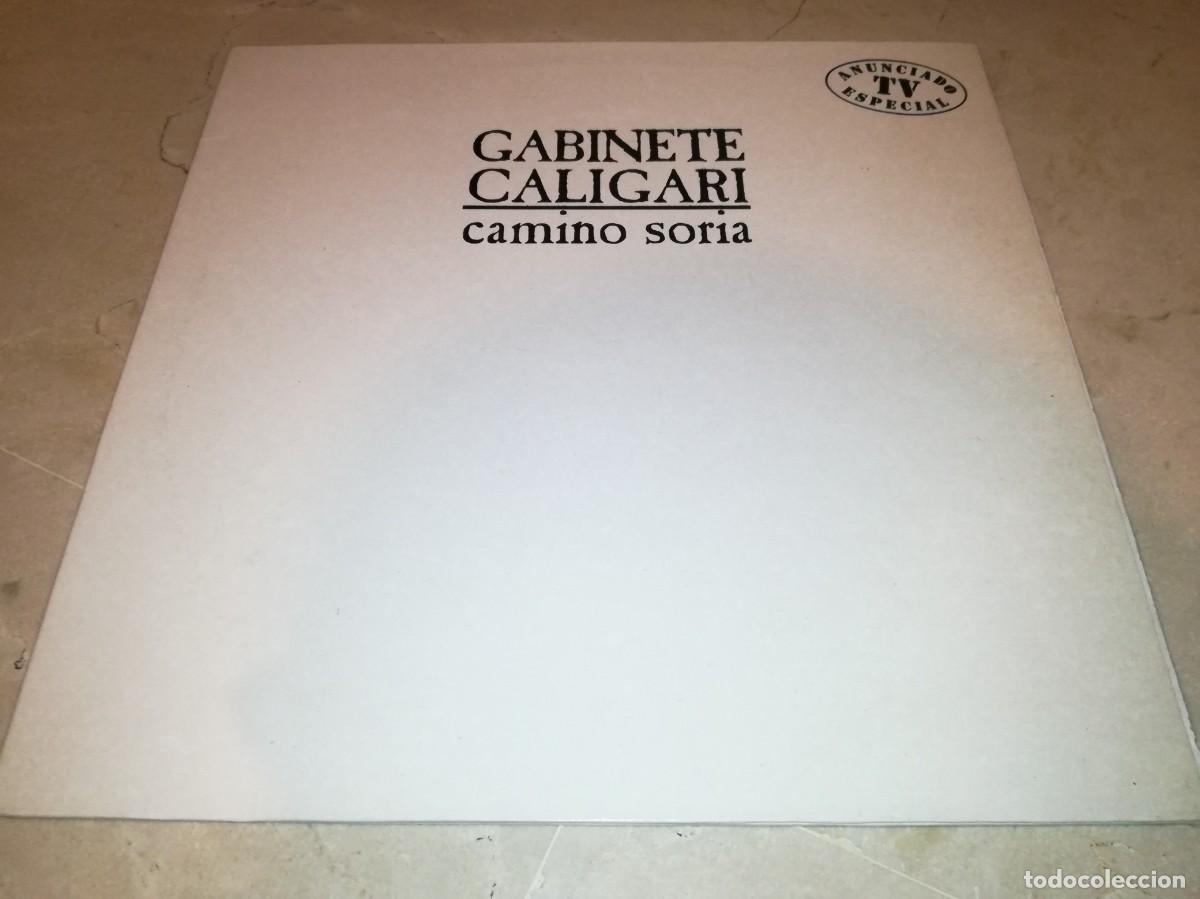 ANUNCIADO
TV
ESPECIAL
GABINETE
CALIGARI
camino soria
todocoleccion